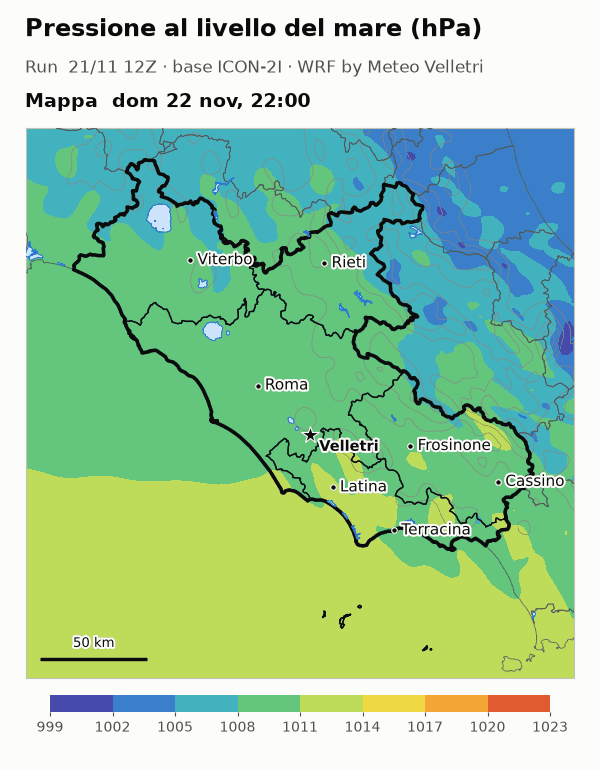 Pressione al livello del mare (hPa)
Run  21/11 12Z · base ICON-2I · WRF by Meteo Velletri
Mappa  dom 22 nov, 22:00
Viterbo
Rieti
Roma
Velletri
Frosinone
Latina
Cassino
Terracina
50 km
999 1002 1005 1008 1011 1014 1017 1020 1023